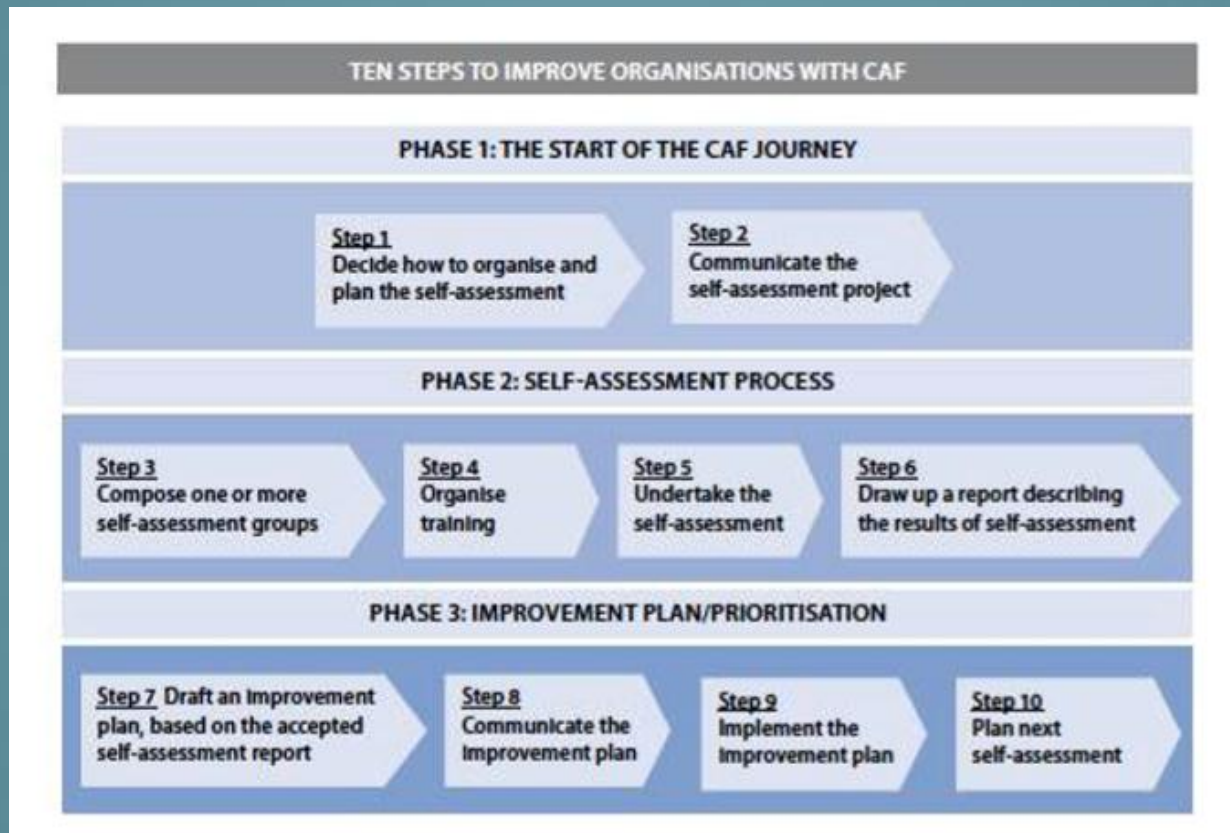 TEN STEPS TO IMPROVE ORGANISATIONS WITH CAF
PHASE 1: THE START OF THE CAF JOURNEY
Step 1
Decide how to organise and
plan the self-assessment
Step 2
Communicate the
self-assessment project
PHASE 2: SELF-ASSESSMENT PROCESS
Step 3
Compose one or more
self-assessment groups
Step 4
Organise
training
Step 5
Undertake the
self-assessment
Step 6
Draw up a report describing
the results of self-assessment
PHASE 3: IMPROVEMENT PLAN/PRIORITISATION
Step 7 Draft an improvement
plan, based on the accepted
self-assessment report
Step 8
Communicate the
improvement plan
Step 9
Implement the
improvement plan
Step 10
Plan next
self-assessment